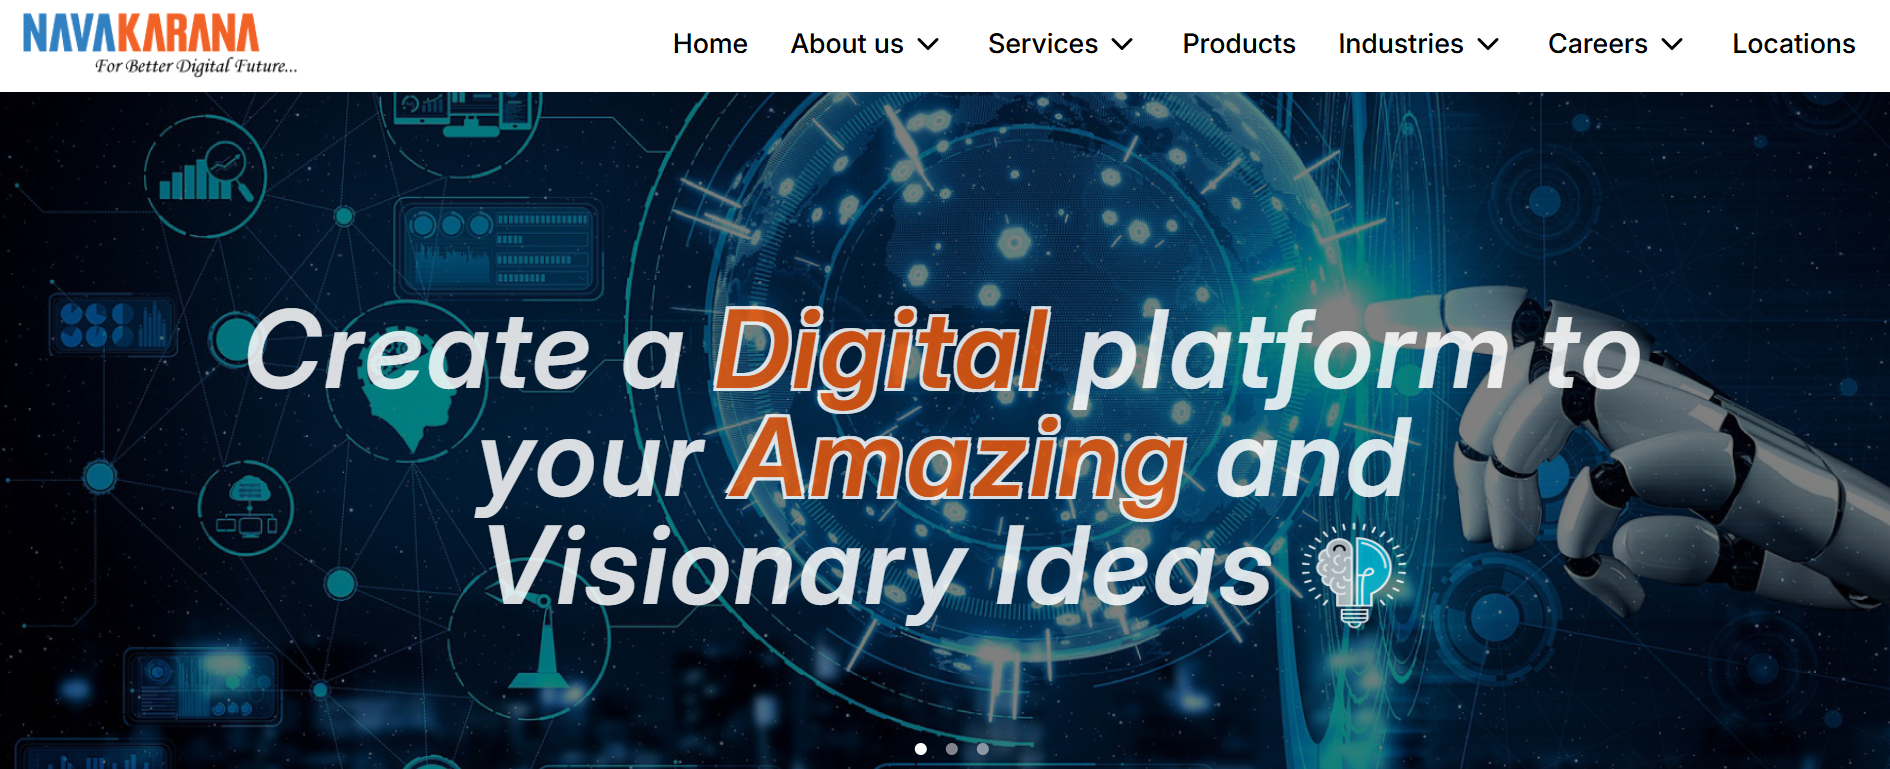 NAVAKARANA
For Better Digital Future...
Home About us Services Products Industries Careers Locations
Create a Digital platform to
your Amazing and
Visionary Ideas